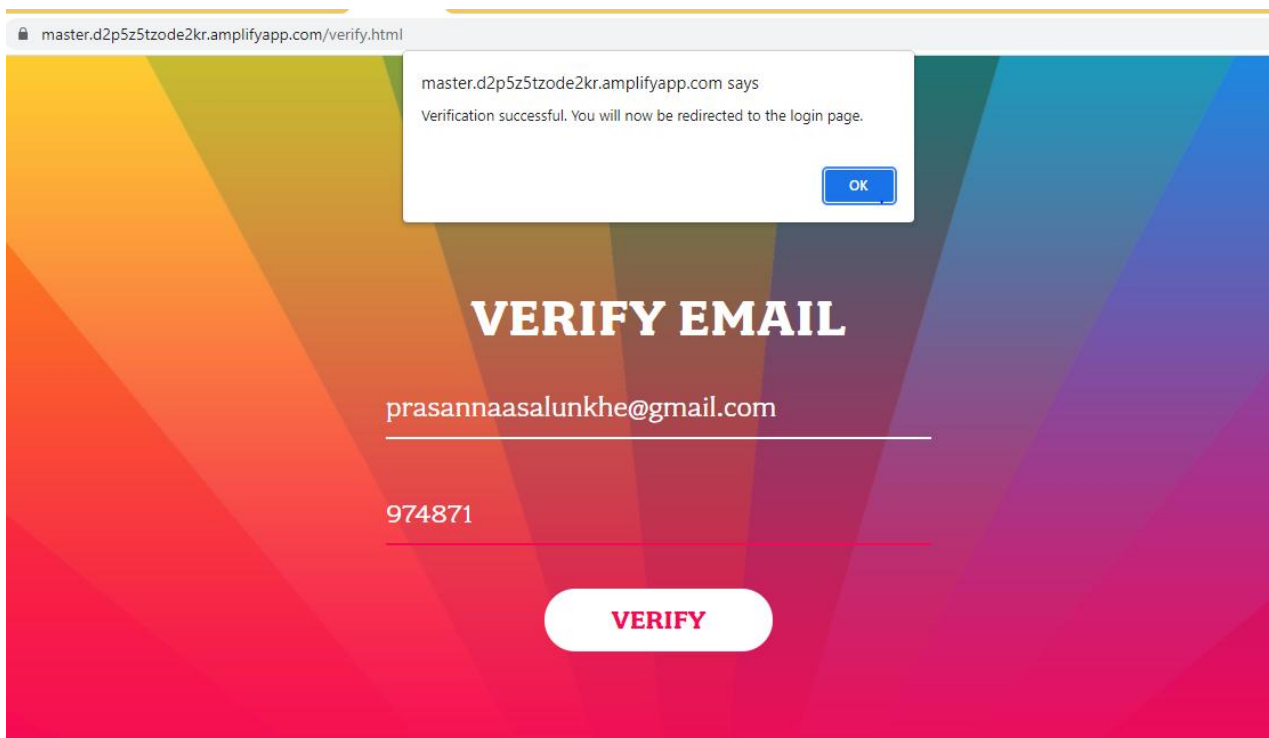 master.d2p5z5tzode2kr.amplifyapp.com/verify.html
master.d2p5z5tzode2kr.amplifyapp.com says
Verification successful. You will now be redirected to the login page.
OK
VERIFY EMAIL
prasannaasalunkhe@gmail.com
974871
VERIFY